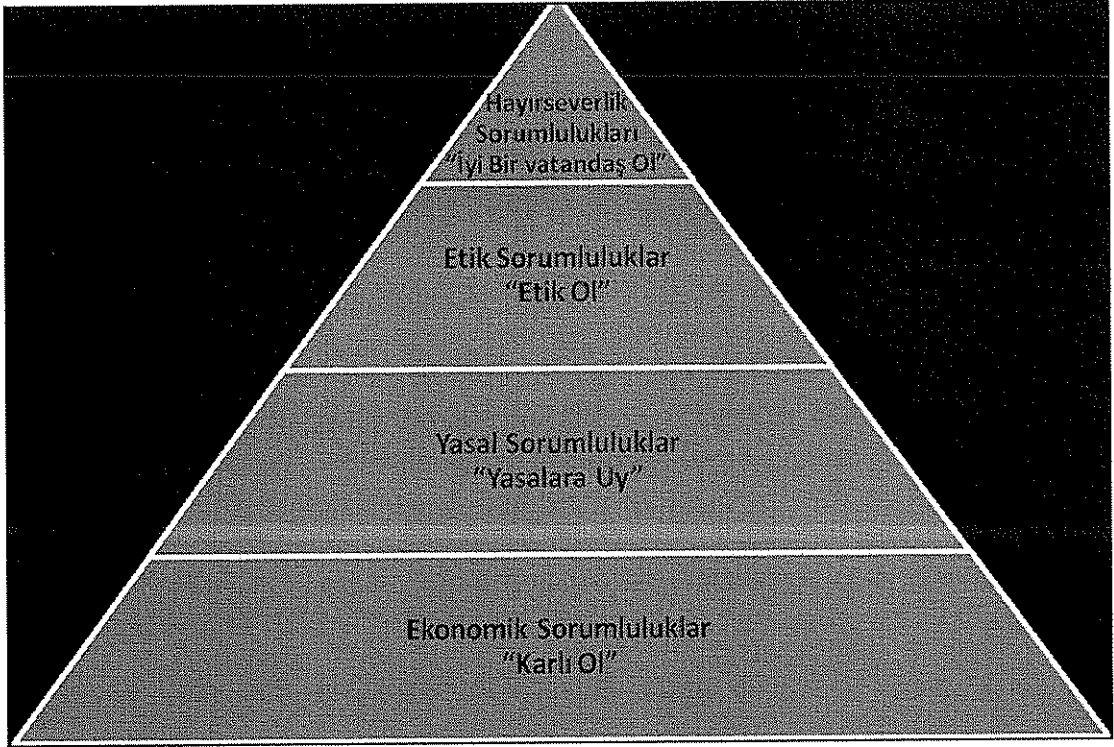 Hayırseverlik
Sorumlulukları
“İyi Bir vatandaş Ol”
Etik Sorumluluklar
“Etik Ol”
Yasal Sorumluluklar
“Yasalara Uy”
Ekonomik Sorumluluklar
“Karlı Ol”